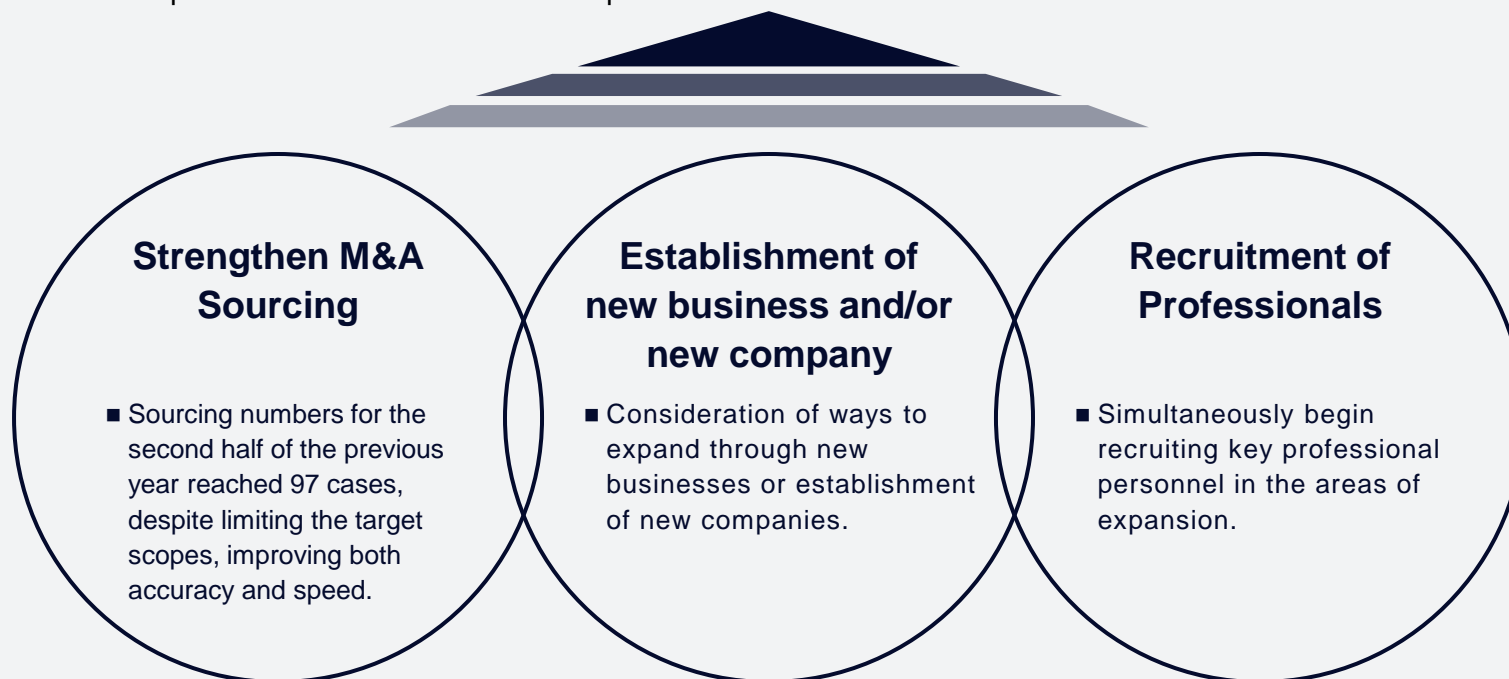 Strengthen M&A
Sourcing
■ Sourcing numbers for the
second half of the previous
year reached 97 cases,
despite limiting the target
scopes, improving both
accuracy and speed.
Establishment of
new business and/or
new company
■ Consideration of ways to
expand through new
businesses or establishment
of new companies.
Recruitment of
Professionals
■ Simultaneously begin
recruiting key professional
personnel in the areas of
expansion.